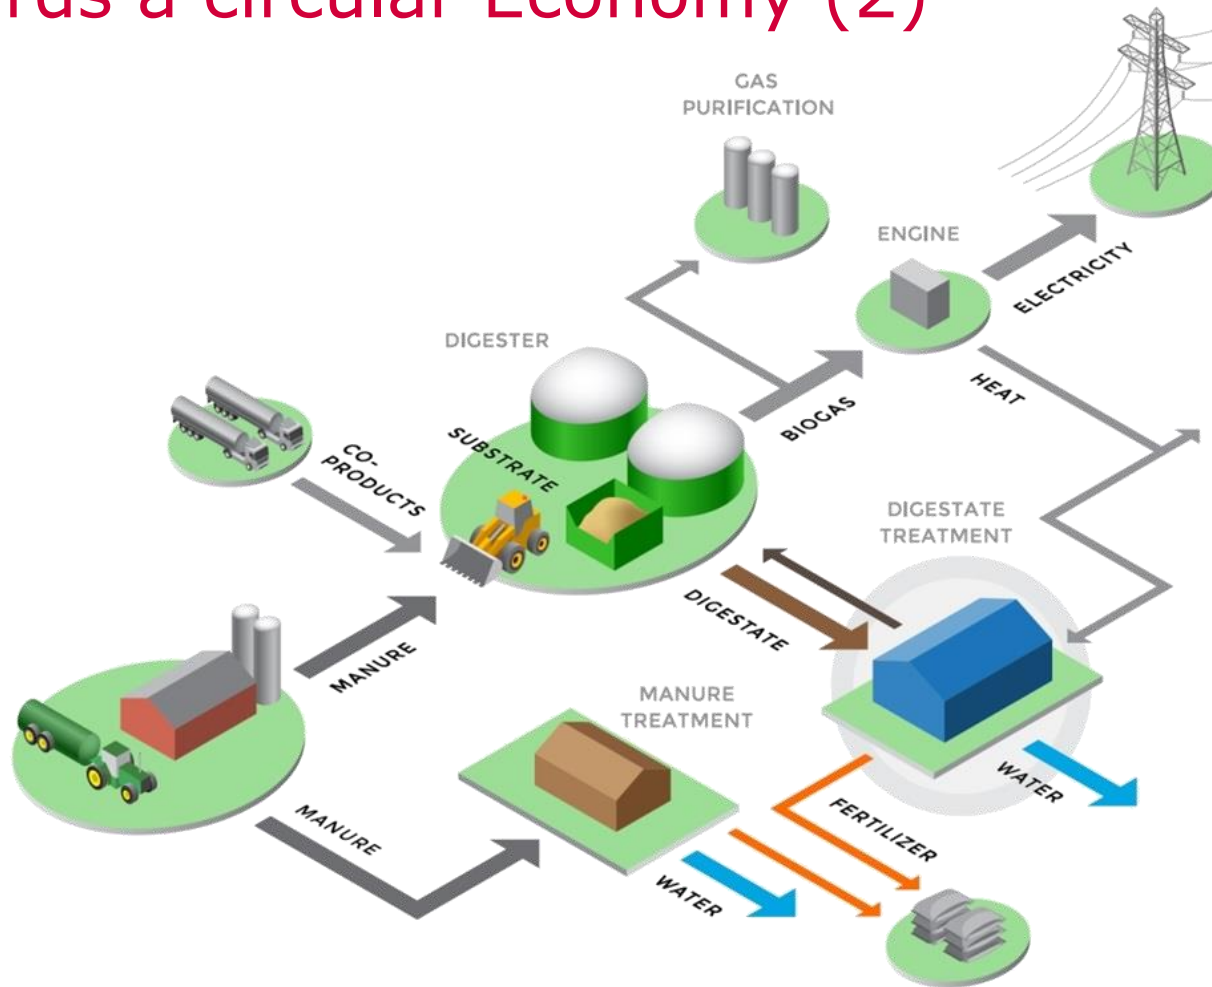 a Circular Economy (2)
GAS
PURIFICATION
ENGINE
ELECTRICITY
DIGESTER
HEAT
BIOGAS
SUBSTRATE
CO-
PRODUCTS
DIGESTATE
TREATMENT
DIGESTATE
MANURE
MANURE
TREATMENT
WATER
FERTILIZER
MANURE
WATER